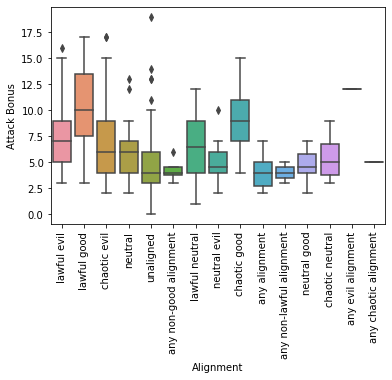 Attack Bonus
17.5
15.0
12.5
10.0
7.5
5.0
2.5
0.0
lawful evil
lawful good
chaotic evil
neutral
unaligned
any non-good alignment
lawful neutral
neutral evil
chaotic good
any alignment
any non-lawful alignment
neutral good
chaotic neutral
any evil alignment
any chaotic alignment
Alignment